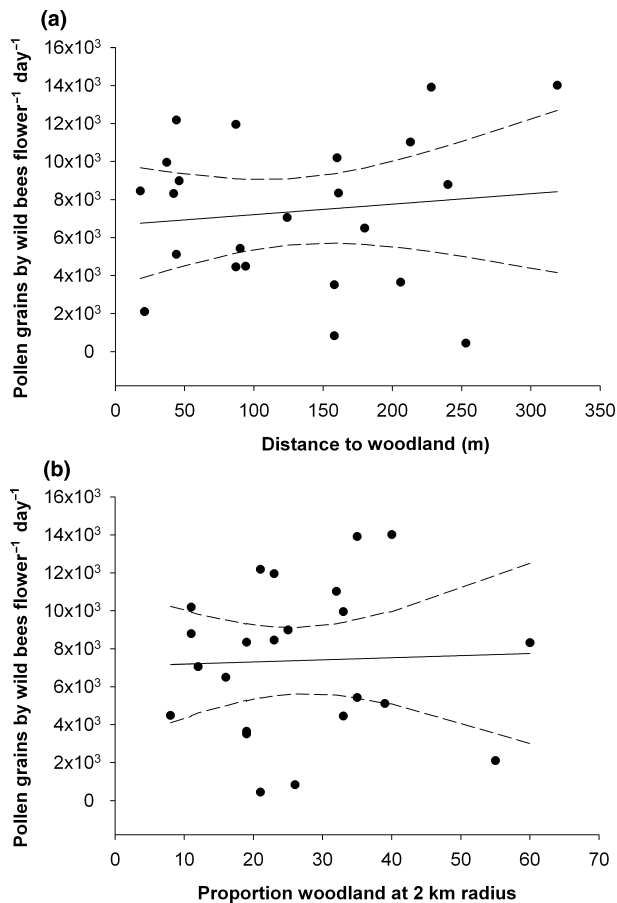 (a)
Pollen grains by wild bees flower⁻¹ day⁻¹
16x10³
14x10³
12x10³
10x10³
8x10³
6x10³
4x10³
2x10³
0
0 50 100 150 200 250 300 350
Distance to woodland (m)
(b)
Pollen grains by wild bees flower⁻¹ day⁻¹
16x10³
14x10³
12x10³
10x10³
8x10³
6x10³
4x10³
2x10³
0
0 10 20 30 40 50 60 70
Proportion woodland at 2 km radius